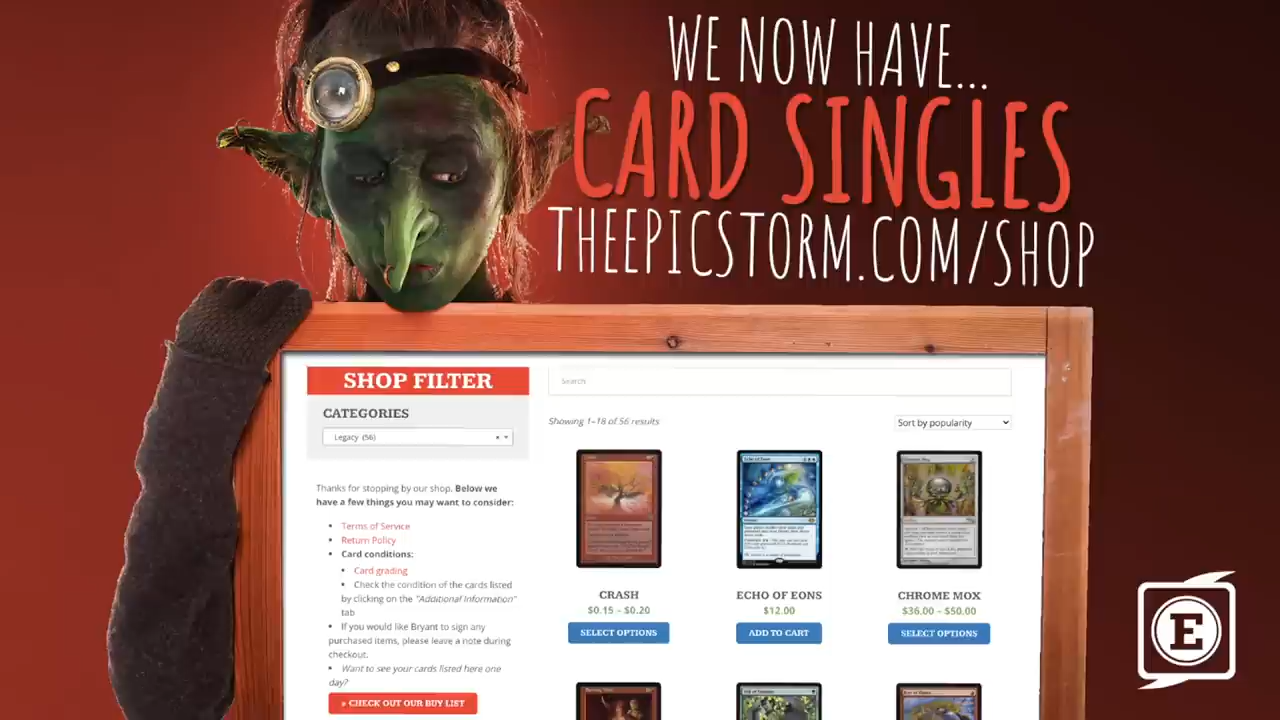 WE NOW HAVE...
CARD SINGLES
THEEPICSTORM.COM/SHOP
SHOP FILTER
CATEGORIES
Legacy (56)
Thanks for stopping by our shop. Below we
have a few things you may want to consider:
Terms of Service
Return Policy
Card conditions:
Card grading
Check the condition of the cards listed
by clicking on the "Additional Information"
tab
If you would like Bryant to sign any
purchased items, please leave a note during
checkout.
Want to see your cards listed here one
day?
» CHECK OUT OUR BUY LIST
Search
Showing 1–18 of 56 results
Sort by popularity
CRASH
$0.15 – $0.20
SELECT OPTIONS
Echo of Eons
ECHO OF EONS
$12.00
ADD TO CART
Chrome Mox
CHROME MOX
$36.00 – $50.00
SELECT OPTIONS
E